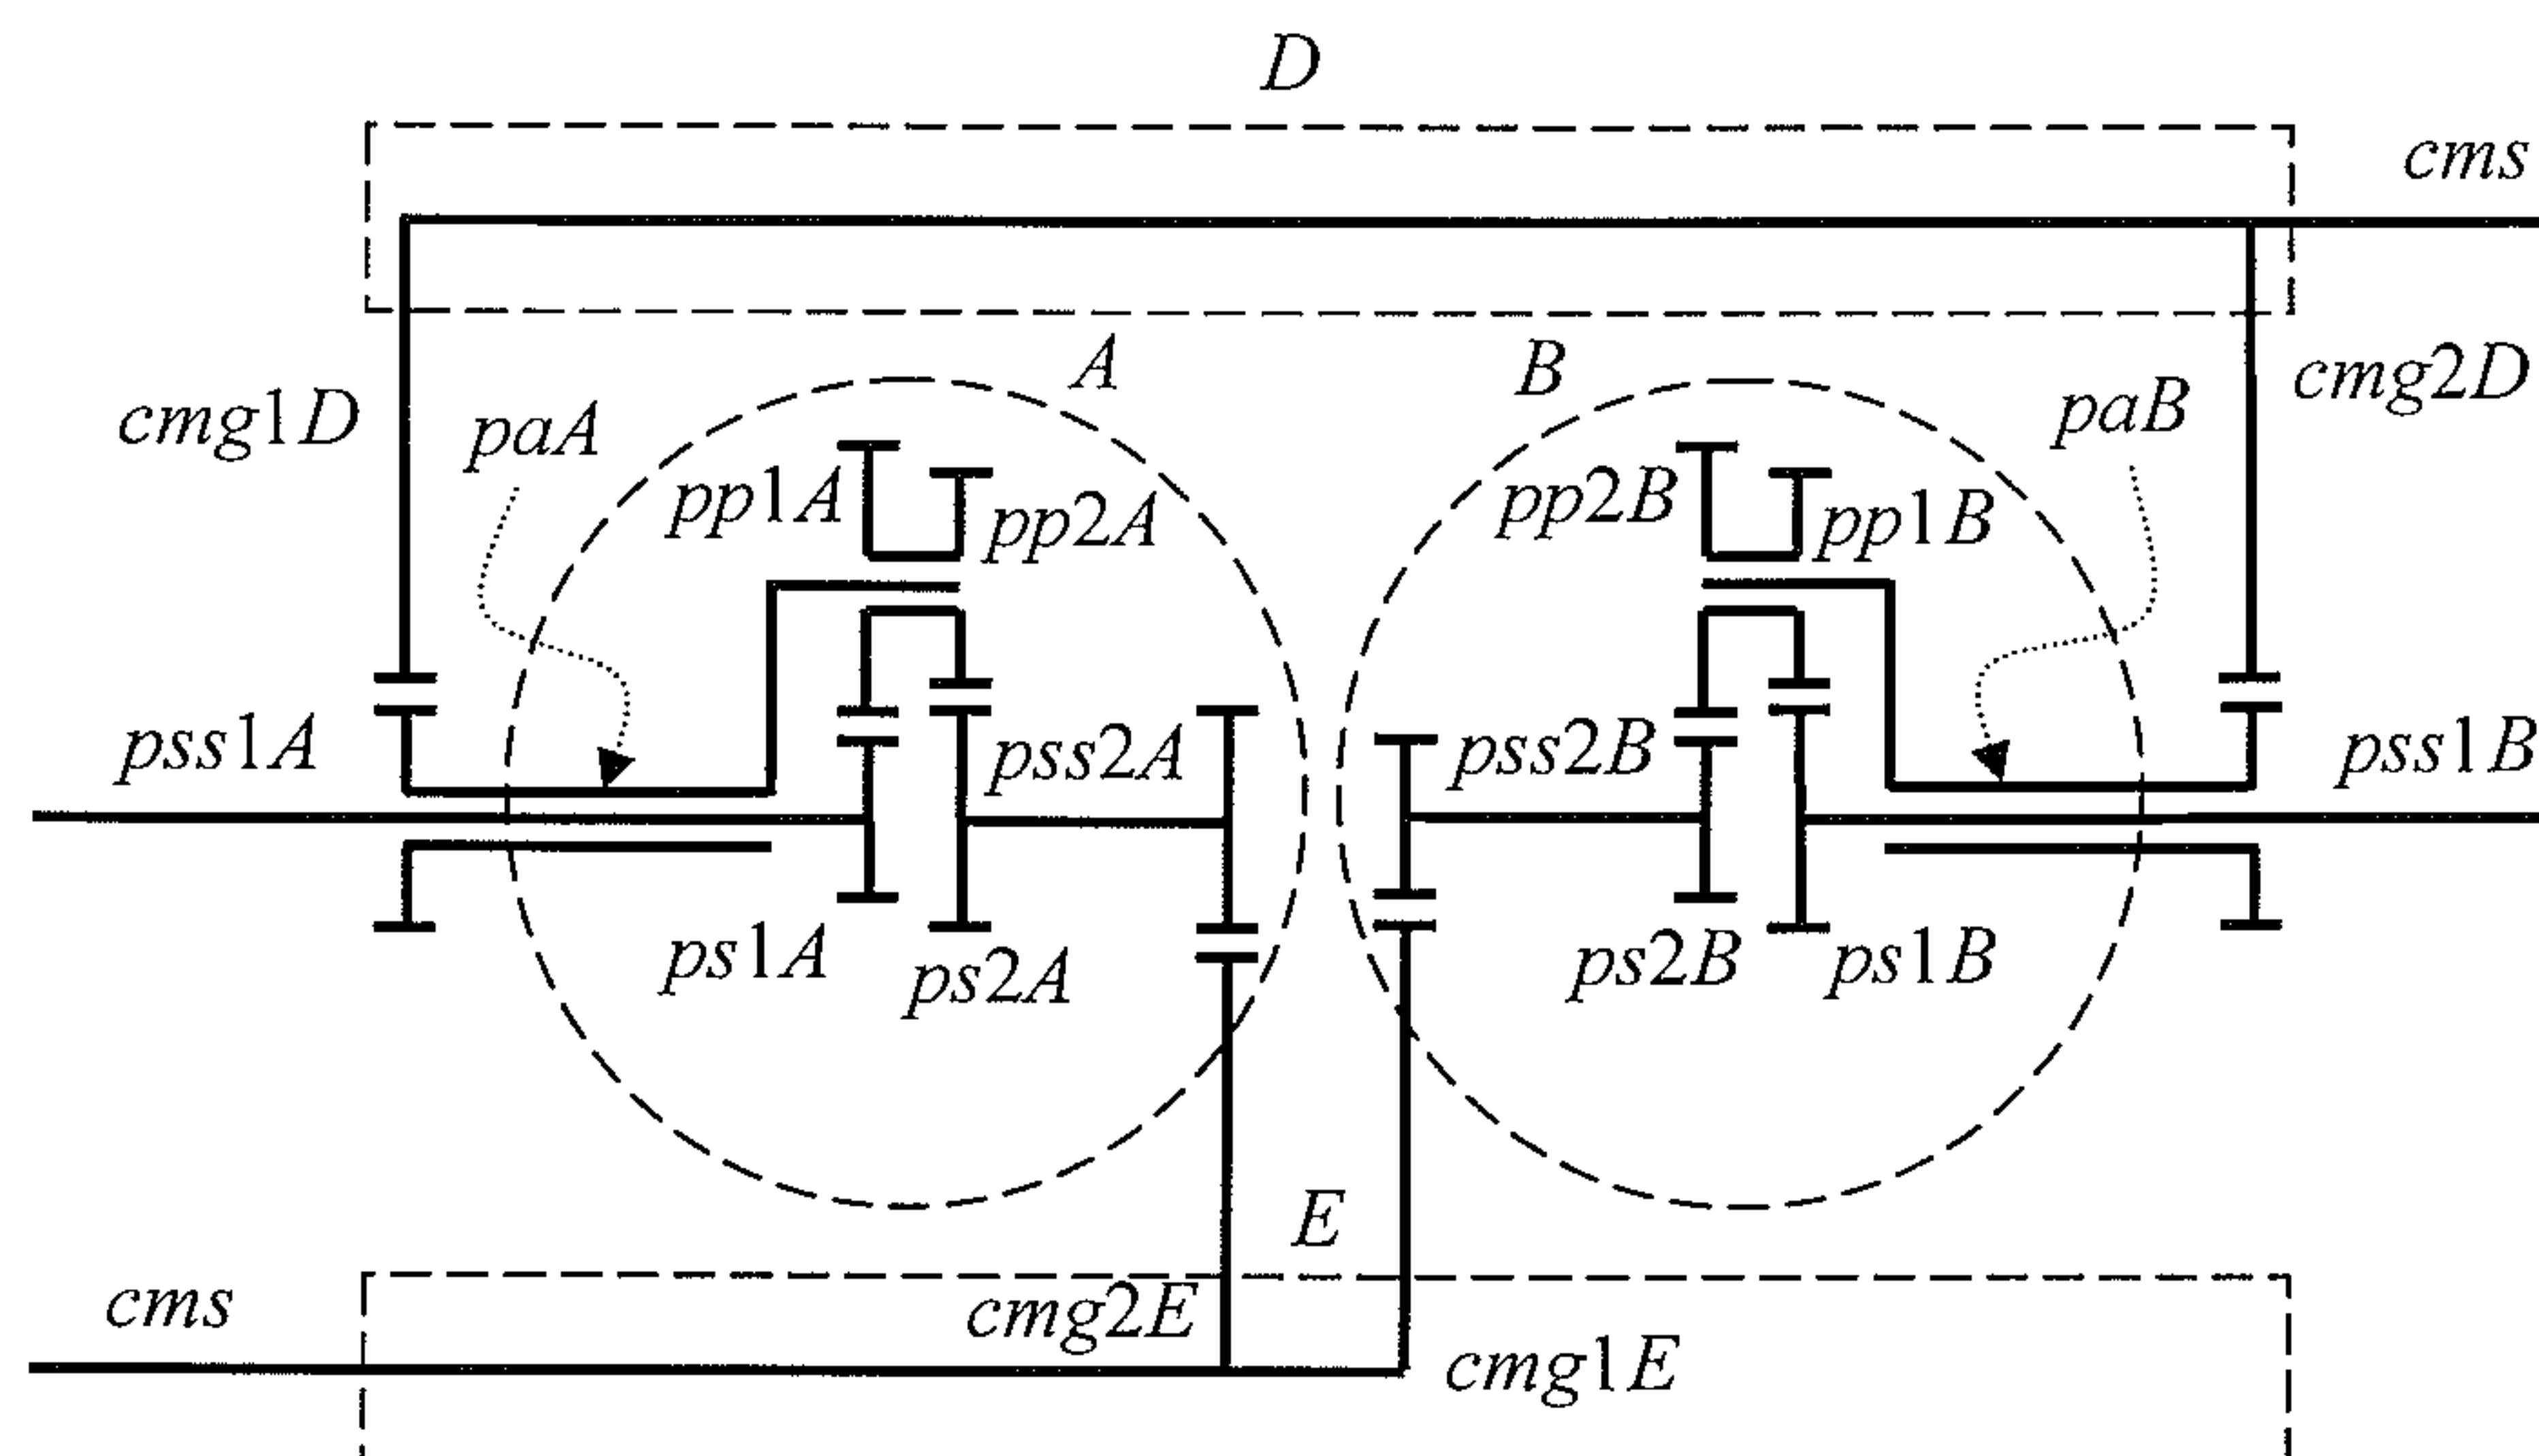 D
cms
A
B
cmg1D
paA
paB
cmg2D
pp1A
pp2A
pp2B
pp1B
pss1A
pss2A
pss2B
pss1B
ps1A
ps2A
ps2B
ps1B
E
cms
cmg2E
cmg1E